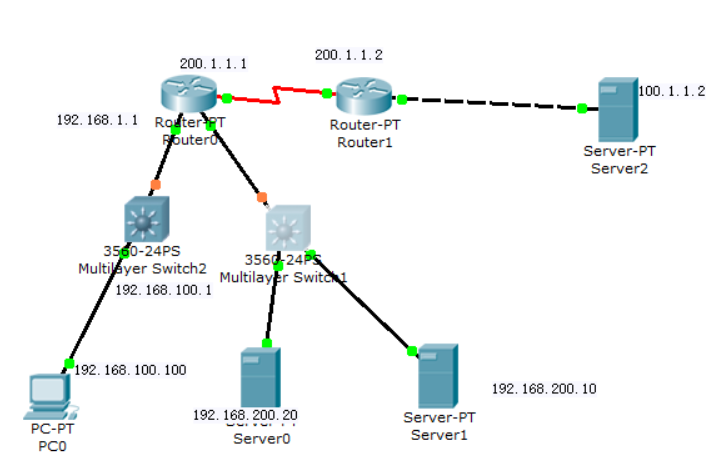 200.1.1.1
200.1.1.2
100.1.1.2
192.168.1.1
Router-PT
Router0
Router-PT
Router1
Server-PT
Server2
3560-24PS
Multilayer Switch2
3560-24PS
Multilayer Switch1
192.168.100.1
192.168.100.100
192.168.200.10
192.168.200.20
PC-PT
PC0
Server-PT
Server0
Server-PT
Server1